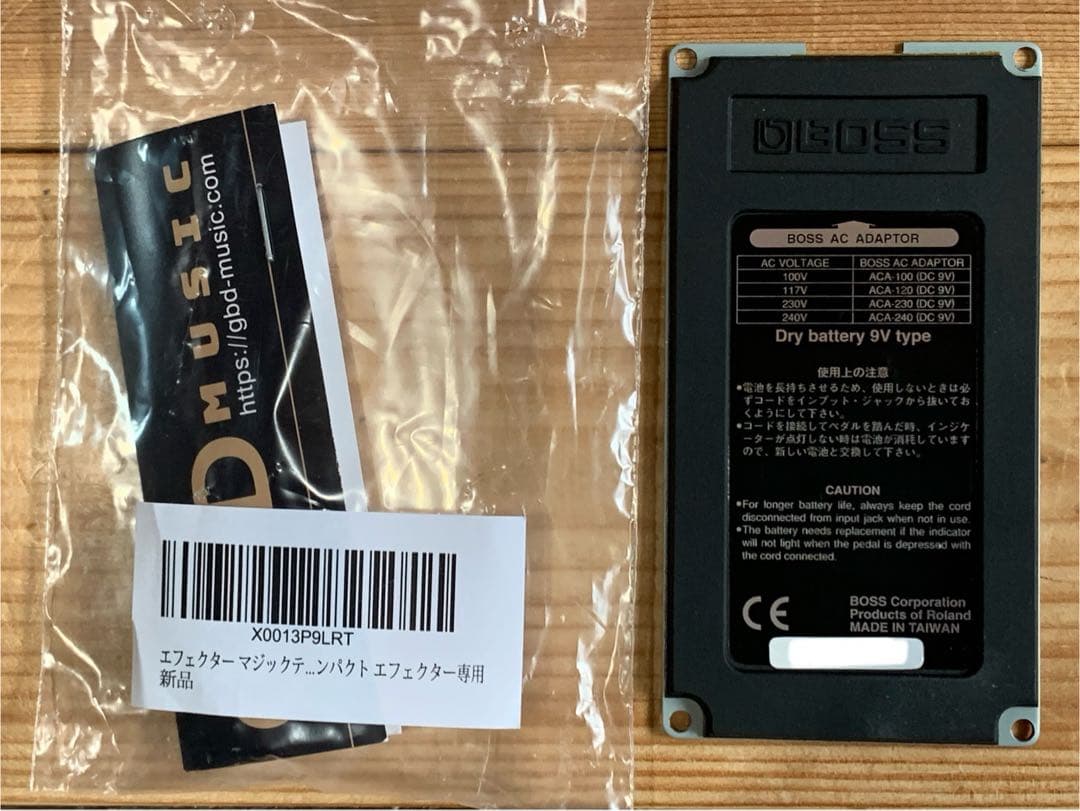 D MUSIC
https://gbd-music.com
X0013P9LRT
エフェクター マジックテ...ンパクト エフェクター専用
新品
BOSS
BOSS AC ADAPTOR
AC VOLTAGE BOSS AC ADAPTOR
100V ACA-100 (DC 9V)
117V ACA-120 (DC 9V)
230V ACA-230 (DC 9V)
240V ACA-240 (DC 9V)
Dry battery 9V type
使用上の注意
●電池を長持ちさせるため、使用しないときは必
ずコードをインプット・ジャックから抜いてお
くようにして下さい。
●コードを接続してペダルを踏んだ時、インジケ
ーターが点灯しない時は電池が消耗しています
ので、新しい電池と交換して下さい。
CAUTION
●For longer battery life, always keep the cord
disconnected from input jack when not in use.
●The battery needs replacement if the indicator
will not light when the pedal is depressed with
the cord connected.
CE
BOSS Corporation
Products of Roland
MADE IN TAIWAN